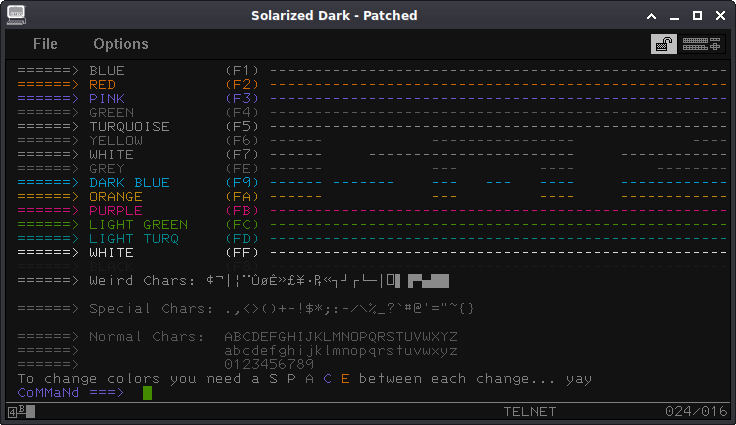 Solarized Dark - Patched
File Options
======> BLUE (F1) ----------------------------------------------------------
======> RED (F2) ----------------------------------------------------------
======> PINK (F3) ----------------------------------------------------------
======> GREEN (F4) ----------------------------------------------------------
======> TURQUOISE (F5) ----------------------------------------------------------
======> YELLOW (F6) ------ --- ---- -------------
======> WHITE (F7) ------ ----------------------------------------------
======> GREY (FE) ------ --- ---- -------------
======> DARK BLUE (F9) ------ ------- --- --- ---- -------------
======> ORANGE (FA) ------ --- ---- -------------
======> PURPLE (FB) ----------------------------------------------------------
======> LIGHT GREEN (FC) ----------------------------------------------------------
======> LIGHT TURQ (FD) ----------------------------------------------------------
======> WHITE (FF) ----------------------------------------------------------
======> BLACK
======> Weird Chars:
======> Special Chars: .,<>()+-!$*;:-/\%_?`#@'="~{}
======> Normal Chars: ABCDEFGHIJKLMNOPQRSTUVWXYZ
======> abcdefghijklmnopqrstuvwxyz
======> 0123456789
To change colors you need a S P A C E between each change... yay
CoMMaNd ===>
4B TELNET 024/016